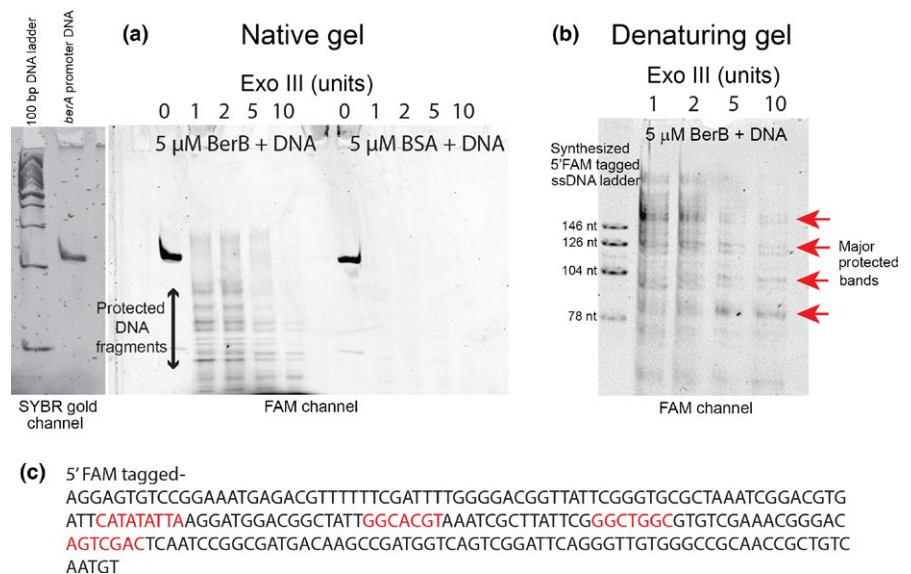 100 bp DNA ladder
berA promoter DNA
SYBR gold
channel
(a)
Native gel
Exo III (units)
0 1 2 5 10 0 1 2 5 10
5 µM BerB + DNA 5 µM BSA + DNA
Protected
DNA
fragments
FAM channel
(b)
Denaturing gel
Exo III (units)
1 2 5 10
5 µM BerB + DNA
Synthesized
5'FAM tagged
ssDNA ladder
146 nt
126 nt
104 nt
78 nt
Major
protected
bands
FAM channel
(c)
5' FAM tagged-
AGGAGTGTCCGGAAATGAGACGTTTTTTCGATTTTGGGGACGGTTATTCGGGTGCGCTAAATCGGACGTG
ATTCATATATTAAGGATGGACGGCTATTGGCACGTAAATCGCTTATTCGGGCTGGCGTGTCGAAACGGGAC
AGTCGACTCAATCCGGCGATGACAAGCCGATGGTCAGTCGGATTCAGGGTTGTGGGCCGCAACCGCTGTC
AATGT